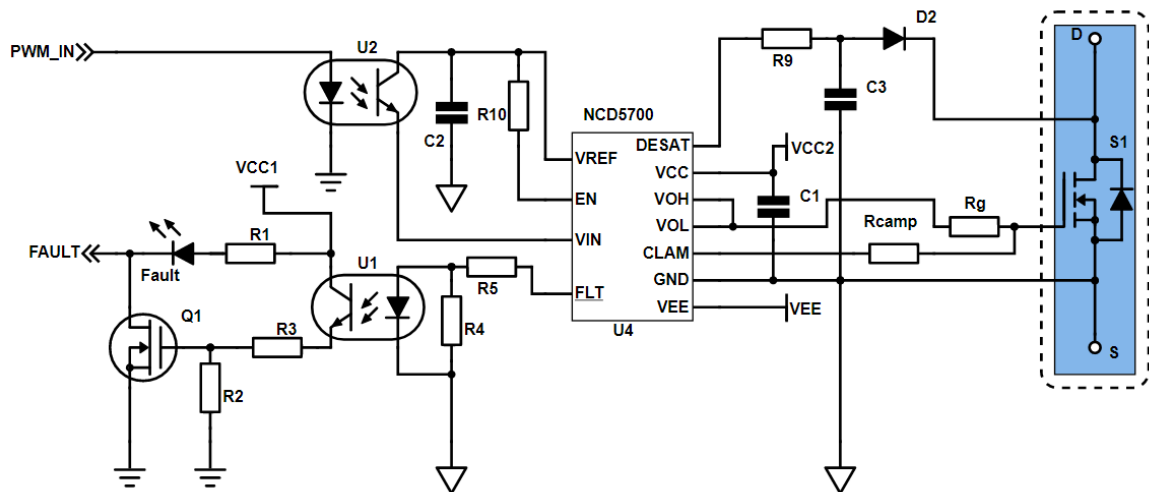 D2
D
U2
PWM_IN
R9
C3
NCD5700
R10
C2
DESAT
VCC2
S1
VREF
VCC
VCC1
EN
VOH
C1
Rg
VOL
Rcamp
R1
VIN
CLAM
FAULT
Fault
U1
R5
FLT
GND
Q1
R3
R4
VEE
VEE
U4
S
R2